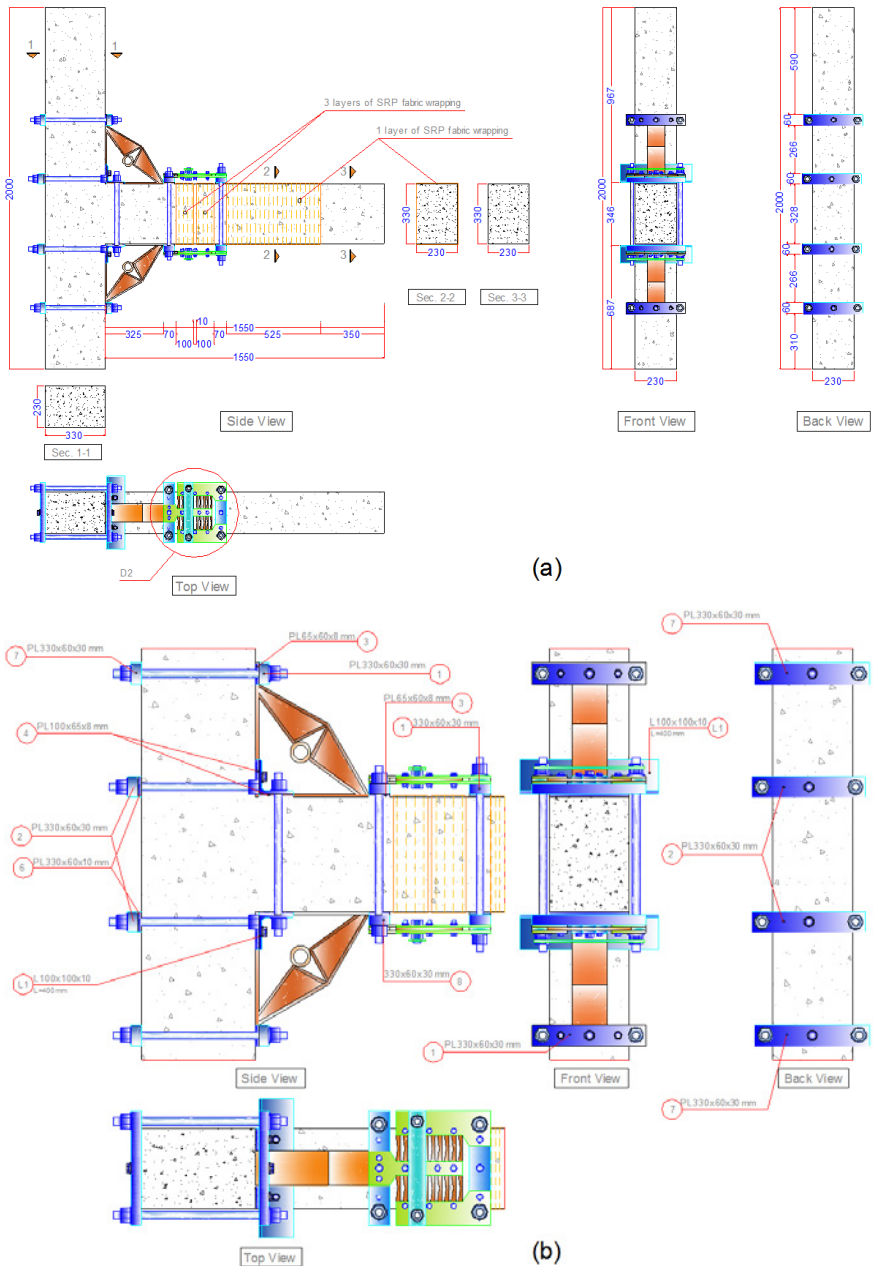 1
1
3 layers of SRP fabric wrapping
1 layer of SRP fabric wrapping
2
3
2
3
2000
330
230
330
230
Sec. 2-2
Sec. 3-3
10
1550
325
70
70
525
350
100
100
1550
230
330
Sec. 1-1
Side View
967
2000
346
687
230
Front View
590
60
266
60
2000
328
60
266
60
310
230
Back View
D2
Top View
(a)
7
PL330x60x30 mm
PL65x60x8 mm
3
PL330x60x30 mm
1
PL65x60x8 mm
3
4
PL100x65x8 mm
1
330x60x30 mm
2
PL330x60x30 mm
6
PL330x60x10 mm
L1
L100x100x10
L=400 mm
330x60x30 mm
8
Side View
L100x100x10
L=400 mm
L1
1
PL330x60x30 mm
Front View
7
PL330x60x30 mm
2
PL330x60x30 mm
7
PL330x60x30 mm
Back View
Top View
(b)